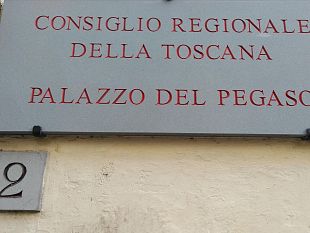 CONSIGLIO REGIONALE
DELLA TOSCANA
PALAZZO DEL PEGASO
2